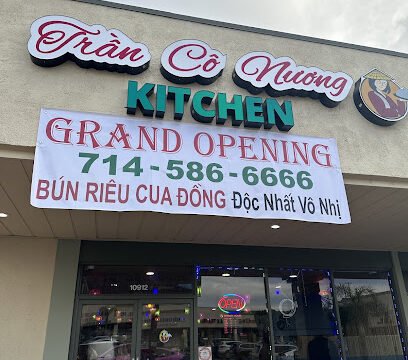 Trần Cô Nương
KITCHEN
GRAND OPENING
714-586-6666
BÚN RIÊU CUA ĐỒNG Độc Nhất Vô Nhị
10912
OPEN